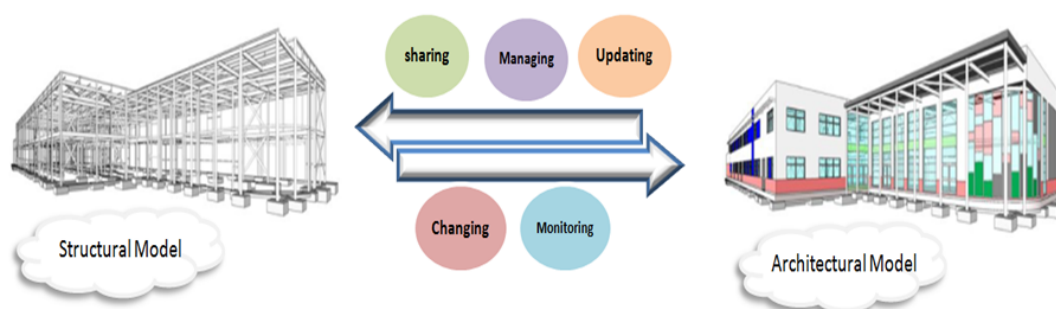 sharing
Managing
Updating
Changing
Monitoring
Structural Model
Architectural Model